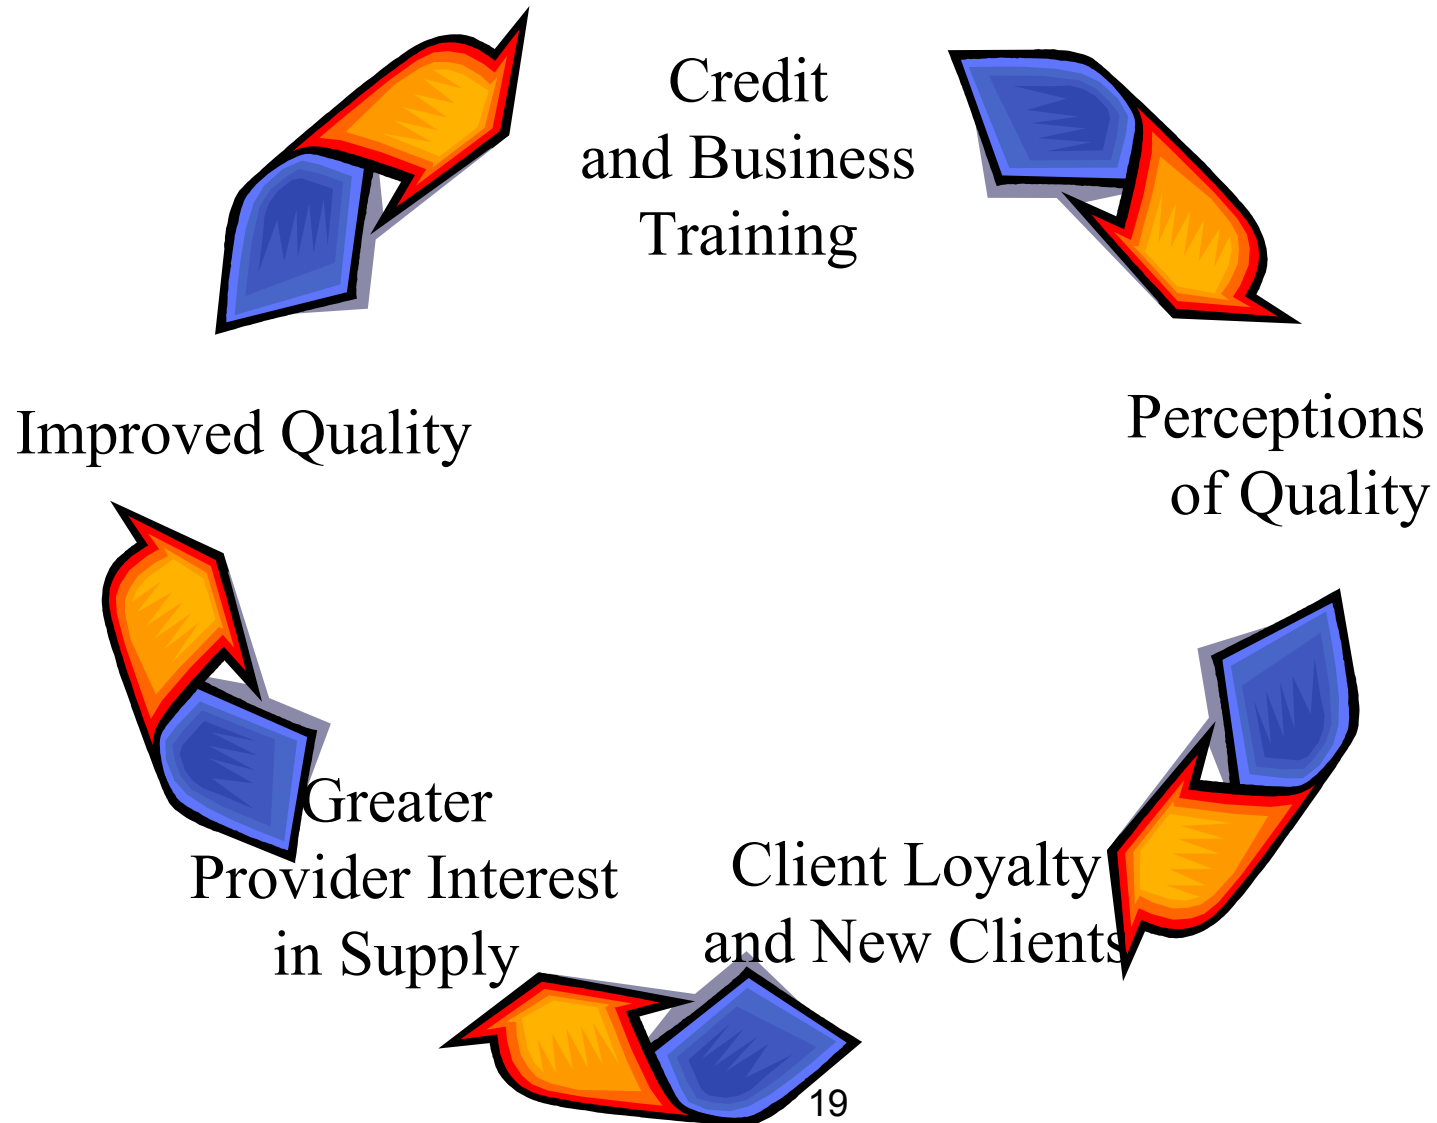 Credit
and Business
Training
Perceptions
of Quality
Client Loyalty
and New Clients
Greater
Provider Interest
in Supply
Improved Quality
19